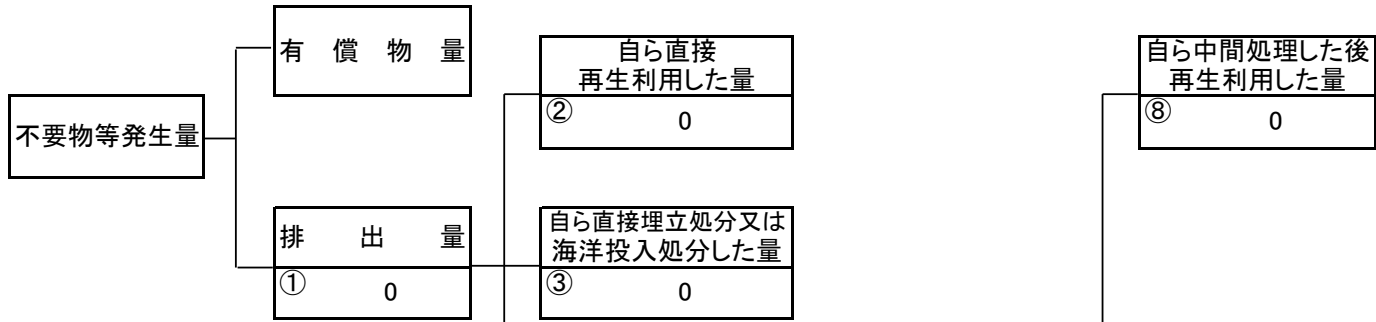 有償物量
自ら直接
再生利用した量
② 0
自ら中間処理した後
再生利用した量
⑧ 0
不要物等発生量
排出量
① 0
自ら直接埋立処分又は
海洋投入処分した量
③ 0